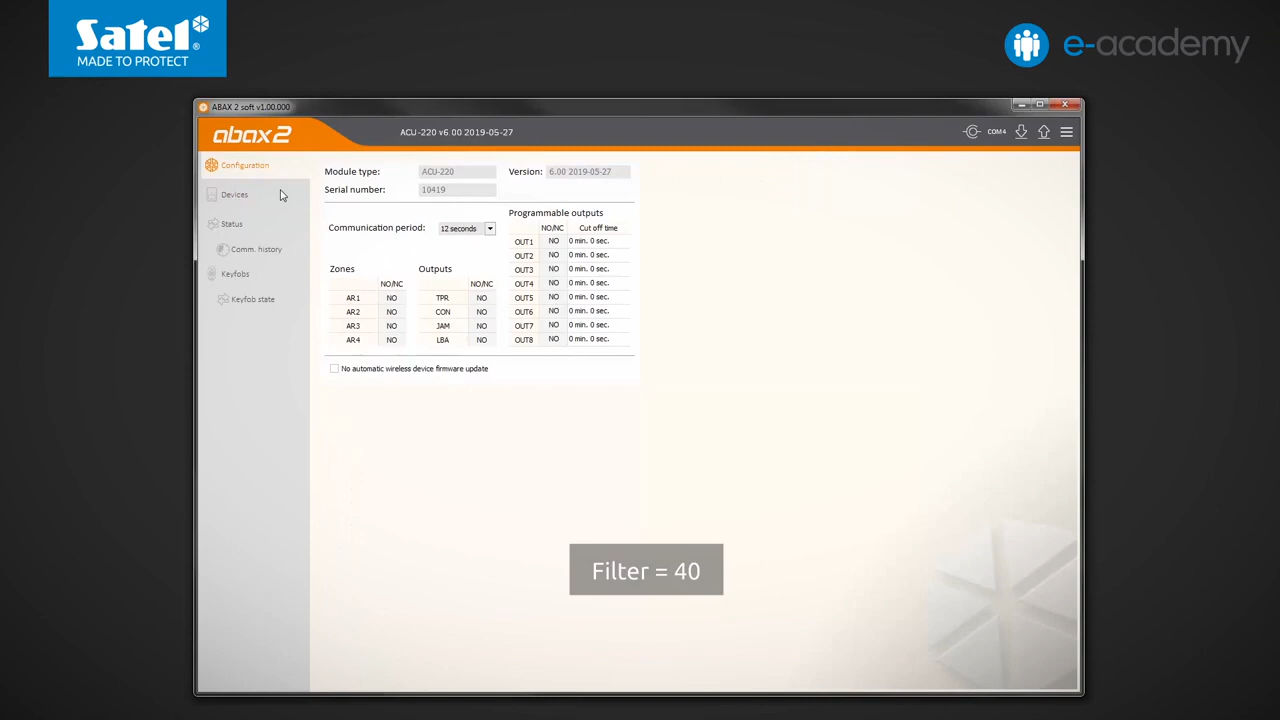 Satel®
MADE TO PROTECT
e-academy
ABAX 2 soft v1.00.000
abax2
ACU-220 v6.00 2019-05-27
COM4
Configuration
Devices
Status
Comm. history
Keyfobs
Keyfob state
Module type: ACU-220 Version: 6.00 2019-05-27
Serial number: 10419
Communication period: 12 seconds
Programmable outputs
NO/NC Cut off time
OUT1 NO 0 min. 0 sec.
OUT2 NO 0 min. 0 sec.
OUT3 NO 0 min. 0 sec.
OUT4 NO 0 min. 0 sec.
OUT5 NO 0 min. 0 sec.
OUT6 NO 0 min. 0 sec.
OUT7 NO 0 min. 0 sec.
OUT8 NO 0 min. 0 sec.
Zones
NO/NC
AR1 NO
AR2 NO
AR3 NO
AR4 NO
Outputs
NO/NC
TPR NO
CON NO
JAM NO
LBA NO
No automatic wireless device firmware update
Filter = 40